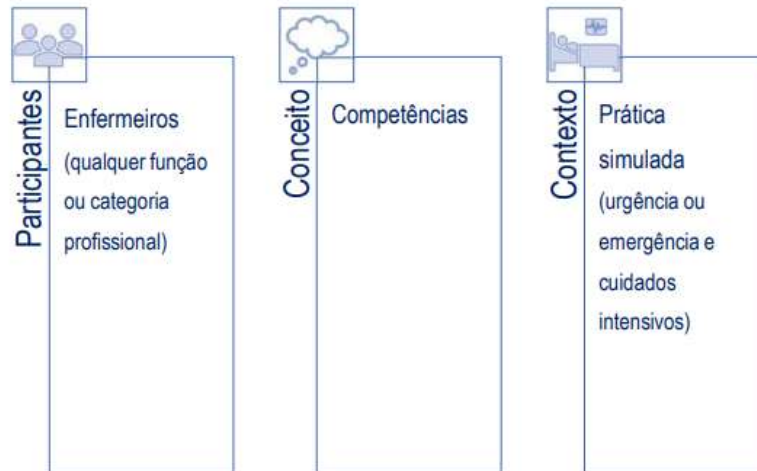 Participantes
Enfermeiros
(qualquer função
ou categoria
profissional)
Conceito
Competências
Contexto
Prática
simulada
(urgência ou
emergência e
cuidados
intensivos)